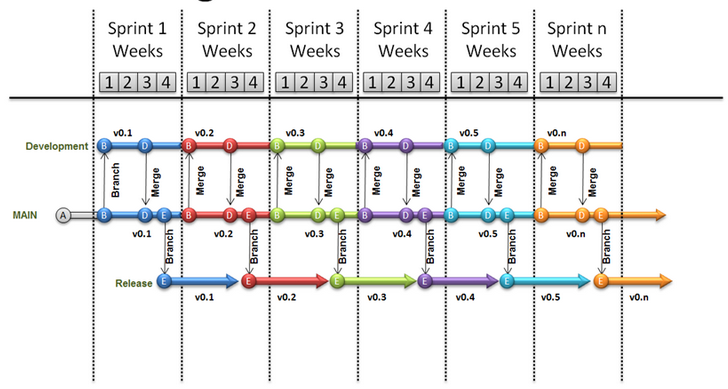 Sprint 1 Sprint 2 Sprint 3 Sprint 4 Sprint 5 Sprint n
Weeks Weeks Weeks Weeks Weeks Weeks
1 2 3 4 1 2 3 4 1 2 3 4 1 2 3 4 1 2 3 4 1 2 3 4
v0.1 v0.2 v0.3 v0.4 v0.5 v0.n
Development B D B D B D B D B D B D
Branch Merge Merge Merge Merge Merge Merge Merge Merge Merge Merge Merge
MAIN A B D E B D E B D E B D E B D E B D E
v0.1 v0.2 v0.3 v0.4 v0.5 v0.n
Branch Branch Branch Branch Branch Branch
Release E E E E E E
v0.1 v0.2 v0.3 v0.4 v0.5 v0.n